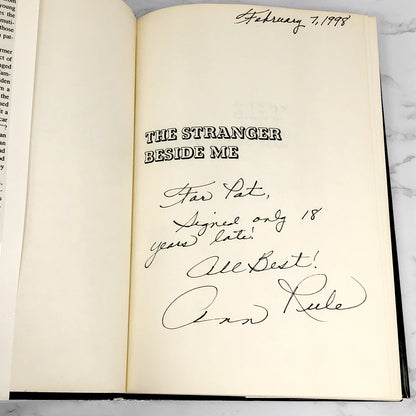 February 7, 1998
THE STRANGER
BESIDE ME
For Pat,
Signed only 18
years late!
All Best!
Ann Rule